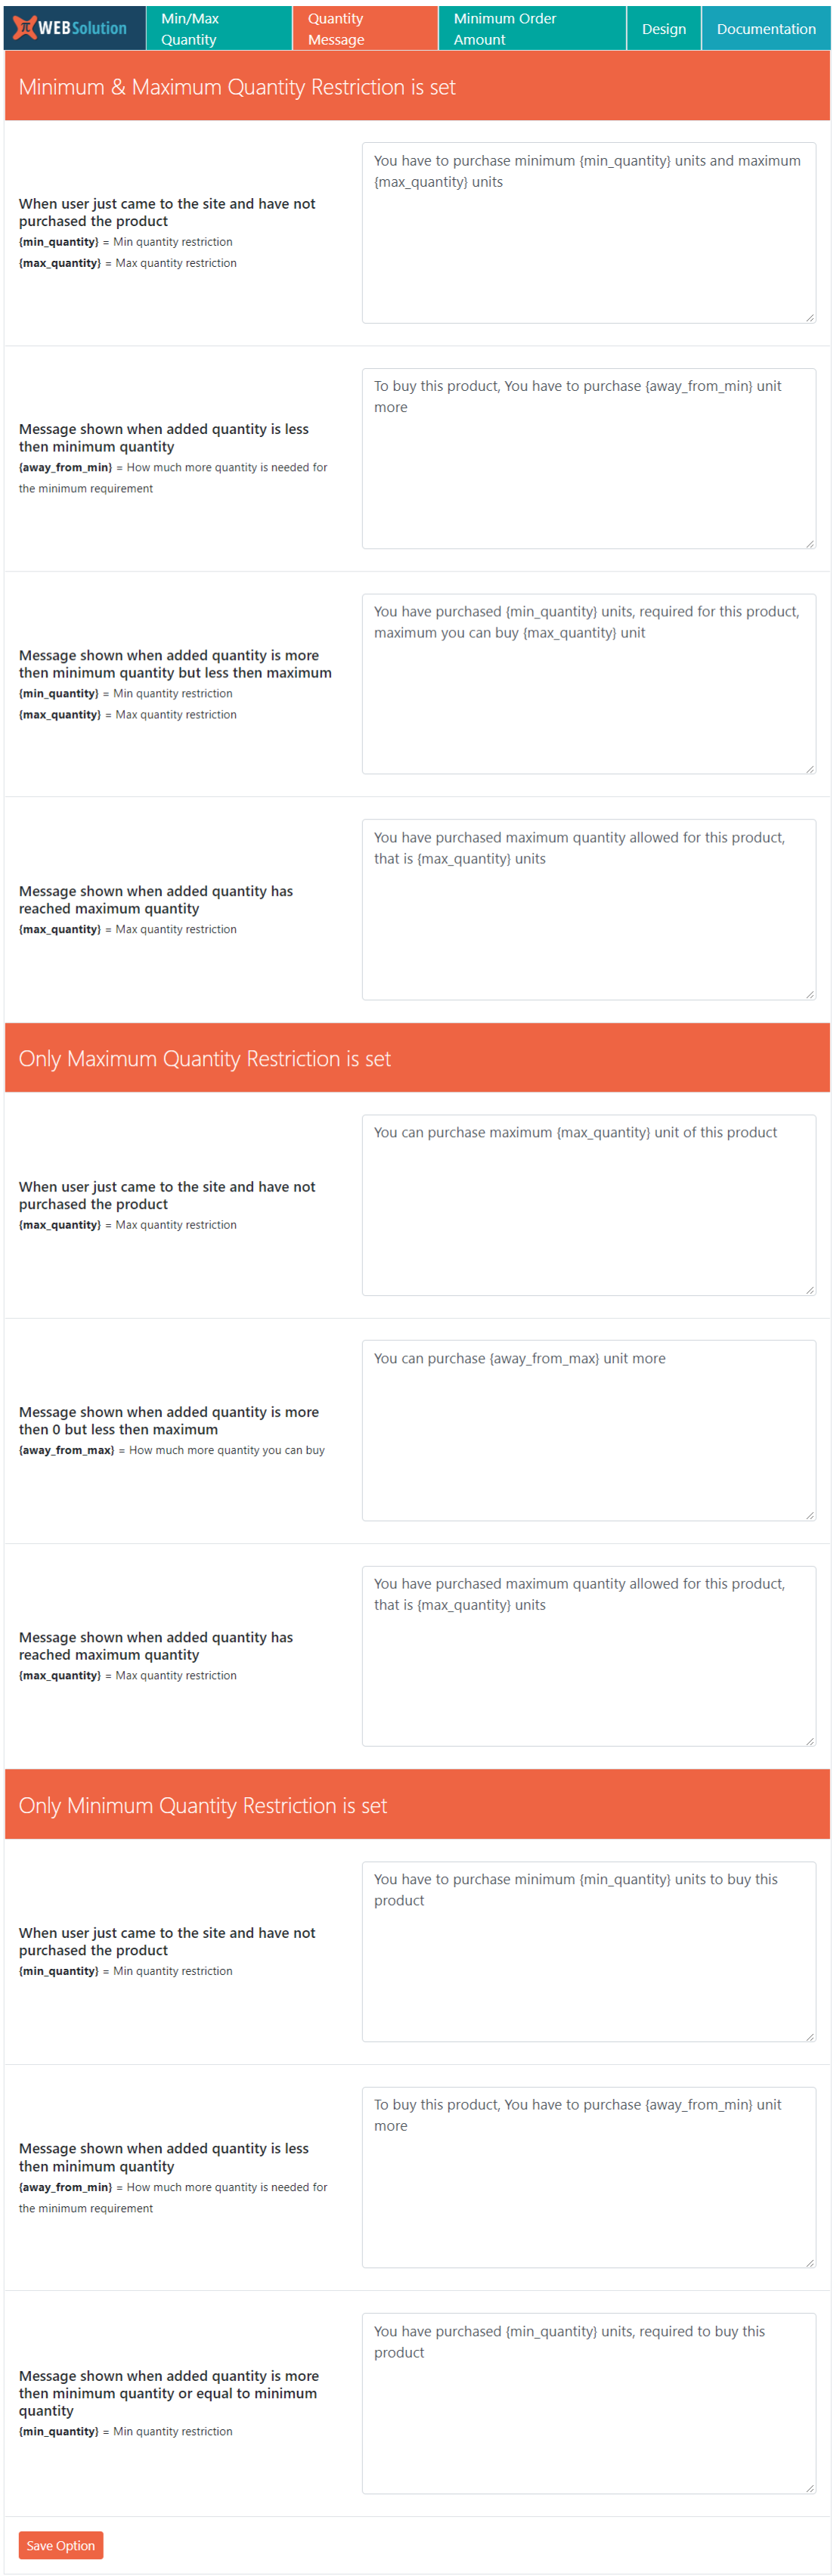 WEBSolution
Min/Max
Quantity
Quantity
Message
Minimum Order
Amount
Design
Documentation
Minimum & Maximum Quantity Restriction is set
When user just came to the site and have not
purchased the product
{min_quantity} = Min quantity restriction
{max_quantity} = Max quantity restriction
You have to purchase minimum {min_quantity} units and maximum
{max_quantity} units
Message shown when added quantity is less
then minimum quantity
{away_from_min} = How much more quantity is needed for
the minimum requirement
To buy this product, You have to purchase {away_from_min} unit
more
Message shown when added quantity is more
then minimum quantity but less then maximum
{min_quantity} = Min quantity restriction
{max_quantity} = Max quantity restriction
You have purchased {min_quantity} units, required for this product,
maximum you can buy {max_quantity} unit
Message shown when added quantity has
reached maximum quantity
{max_quantity} = Max quantity restriction
You have purchased maximum quantity allowed for this product,
that is {max_quantity} units
Only Maximum Quantity Restriction is set
When user just came to the site and have not
purchased the product
{max_quantity} = Max quantity restriction
You can purchase maximum {max_quantity} unit of this product
Message shown when added quantity is more
then 0 but less then maximum
{away_from_max} = How much more quantity you can buy
You can purchase {away_from_max} unit more
Message shown when added quantity has
reached maximum quantity
{max_quantity} = Max quantity restriction
You have purchased maximum quantity allowed for this product,
that is {max_quantity} units
Only Minimum Quantity Restriction is set
When user just came to the site and have not
purchased the product
{min_quantity} = Min quantity restriction
You have to purchase minimum {min_quantity} units to buy this
product
Message shown when added quantity is less
then minimum quantity
{away_from_min} = How much more quantity is needed for
the minimum requirement
To buy this product, You have to purchase {away_from_min} unit
more
Message shown when added quantity is more
then minimum quantity or equal to minimum
quantity
{min_quantity} = Min quantity restriction
You have purchased {min_quantity} units, required to buy this
product
Save Option